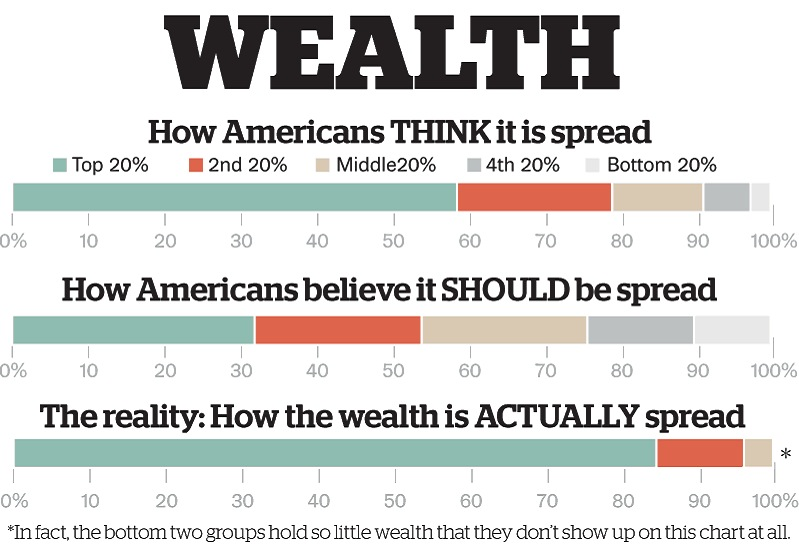 WEALTH
How Americans THINK it is spread
Top 20% 2nd 20% Middle20% 4th 20% Bottom 20%
0% 10 20 30 40 50 60 70 80 90 100%
How Americans believe it SHOULD be spread
0% 10 20 30 40 50 60 70 80 90 100%
The reality: How the wealth is ACTUALLY spread
*
0% 10 20 30 40 50 60 70 80 90 100%
*In fact, the bottom two groups hold so little wealth that they don't show up on this chart at all.